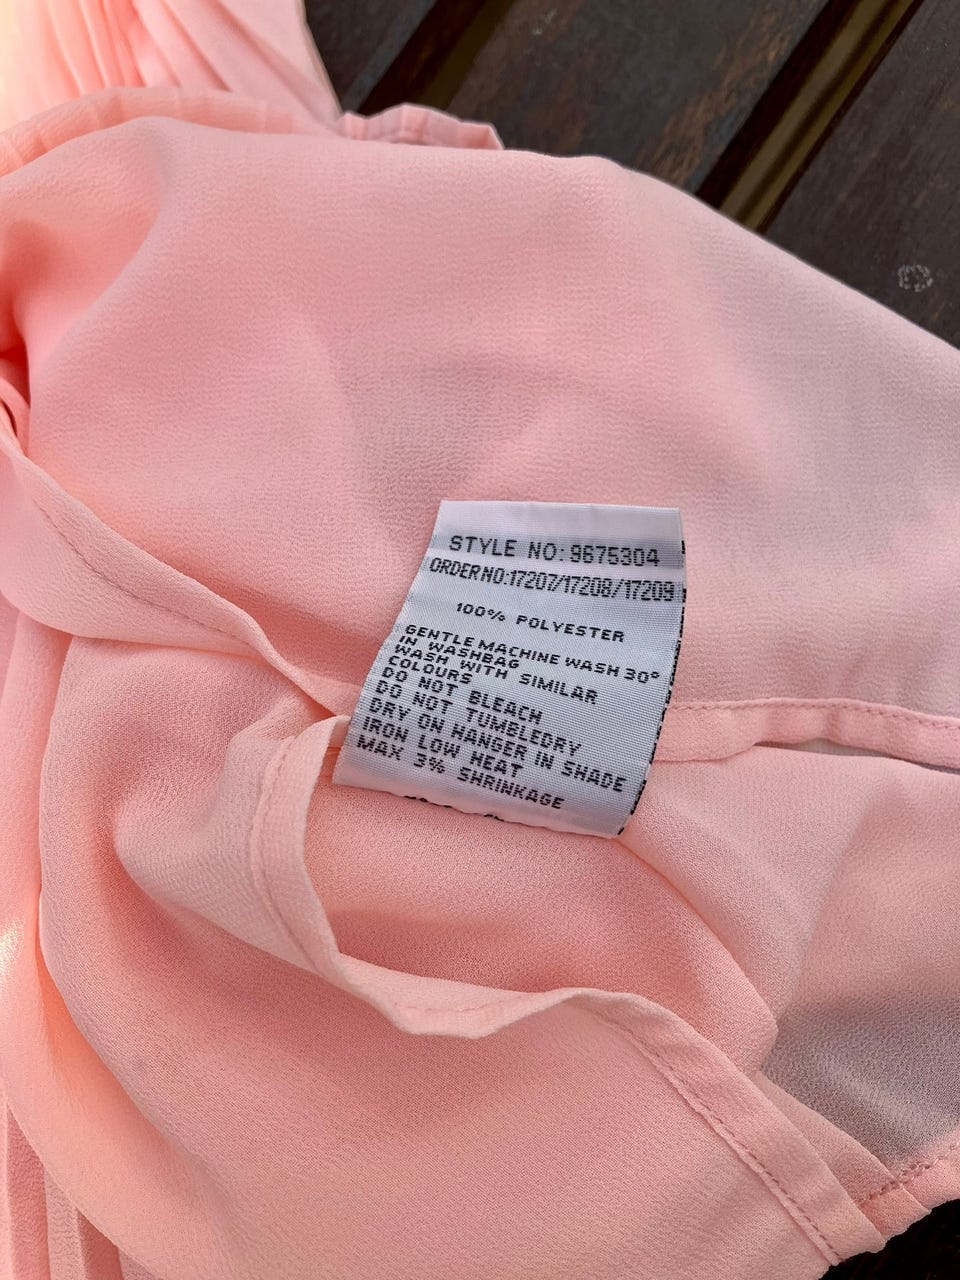 STYLE NO:9675304
ORDER NO:17207/17208/17209
100% POLYESTER
GENTLE MACHINE WASH 30°
IN WASHBAG
WASH WITH SIMILAR
COLOURS
DO NOT BLEACH
DO NOT TUMBLEDRY
DRY ON HANGER IN SHADE
IRON LOW HEAT
MAX 3% SHRINKAGE